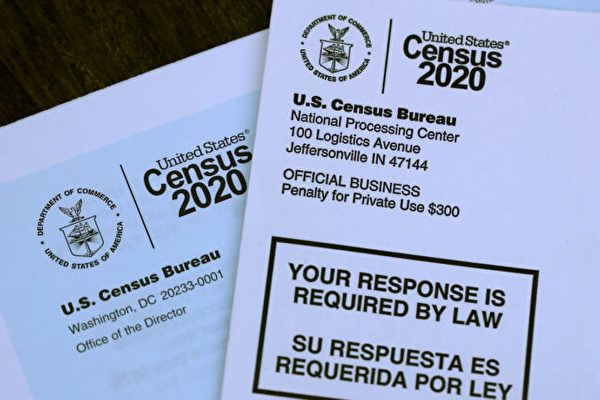 DEPARTMENT OF COMMERCE
UNITED STATES OF AMERICA
United States®
Census
2020
U.S. Census Bureau
National Processing Center
100 Logistics Avenue
Jeffersonville IN 47144
OFFICIAL BUSINESS
Penalty for Private Use $300
YOUR RESPONSE IS
REQUIRED BY LAW
SU RESPUESTA ES
REQUERIDA POR LEY
DEPARTMENT OF COMMERCE
UNITED STATES OF AMERICA
United States®
Census
2020
U.S. Census Bureau
Washington, DC 20233-0001
Office of the Director